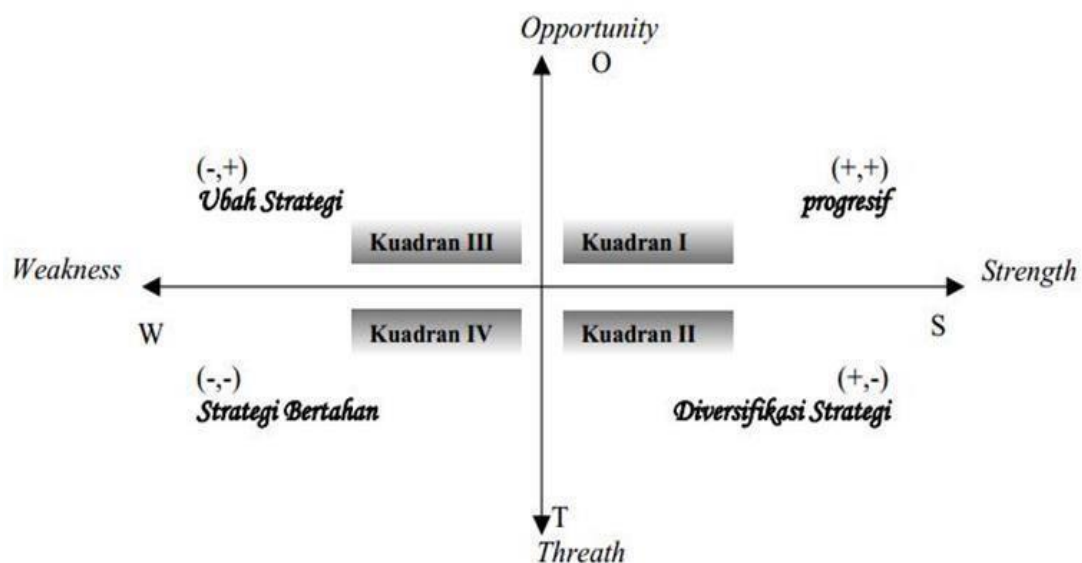 Opportunity
O
(-,+)
Ubah Strategi
(+,+)
progresif
Kuadran III
Kuadran I
Weakness
Strength
W
S
Kuadran IV
Kuadran II
(-,-)
Strategi Bertahan
(+,-)
Diversifikasi Strategi
T
Threath